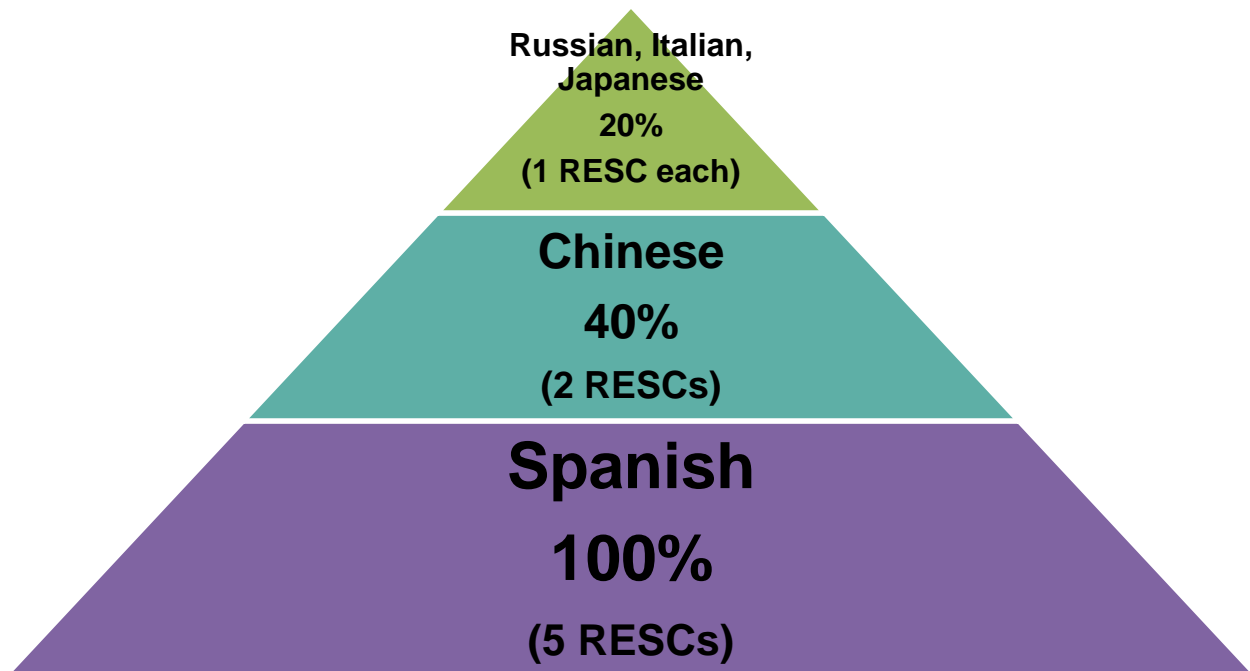 Russian, Italian,
Japanese
20%
(1 RESC each)
Chinese
40%
(2 RESCs)
Spanish
100%
(5 RESCs)